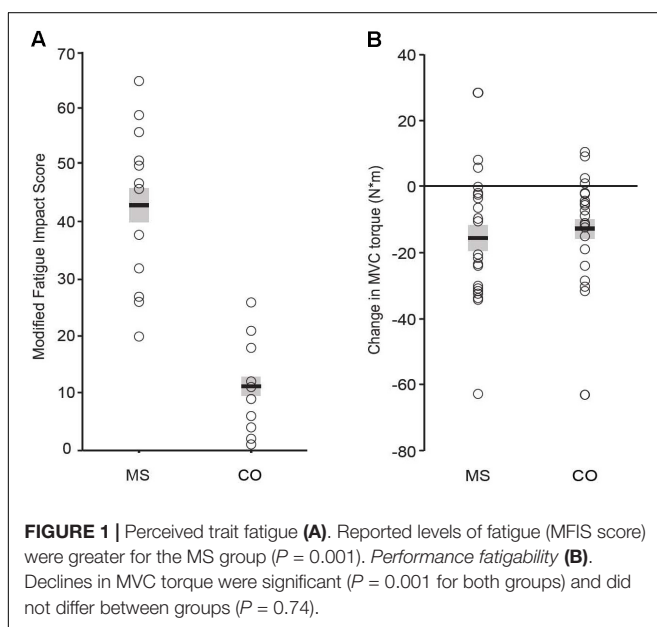 A
70
60
50
40
30
20
10
0
Modified Fatigue Impact Score
MS
CO
B
40
20
0
-20
-40
-60
-80
Change in MVC torque (N*m)
MS
CO
FIGURE 1 | Perceived trait fatigue (A). Reported levels of fatigue (MFIS score)
were greater for the MS group (P = 0.001). Performance fatigability (B).
Declines in MVC torque were significant (P = 0.001 for both groups) and did
not differ between groups (P = 0.74).